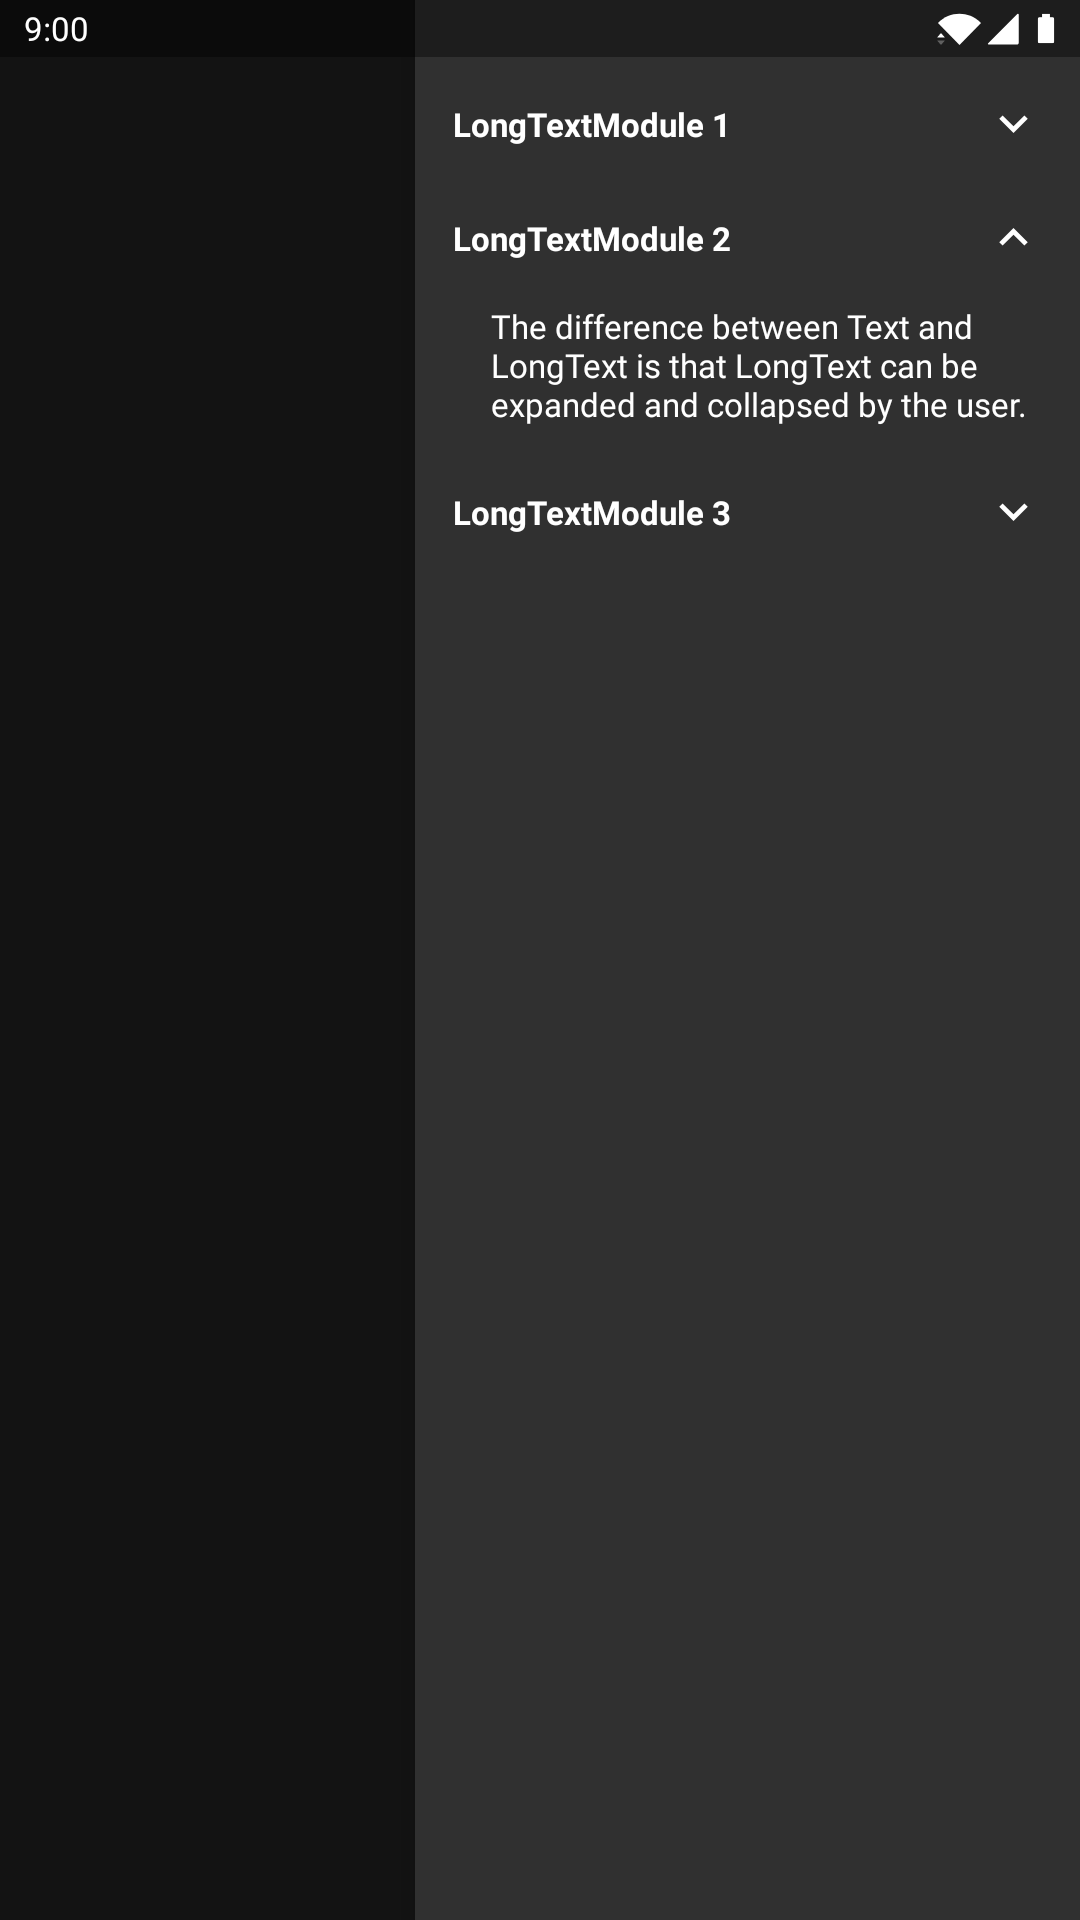 9:00
LongTextModule 1
LongTextModule 2
The difference between Text and
LongText is that LongText can be
expanded and collapsed by the user.
LongTextModule 3